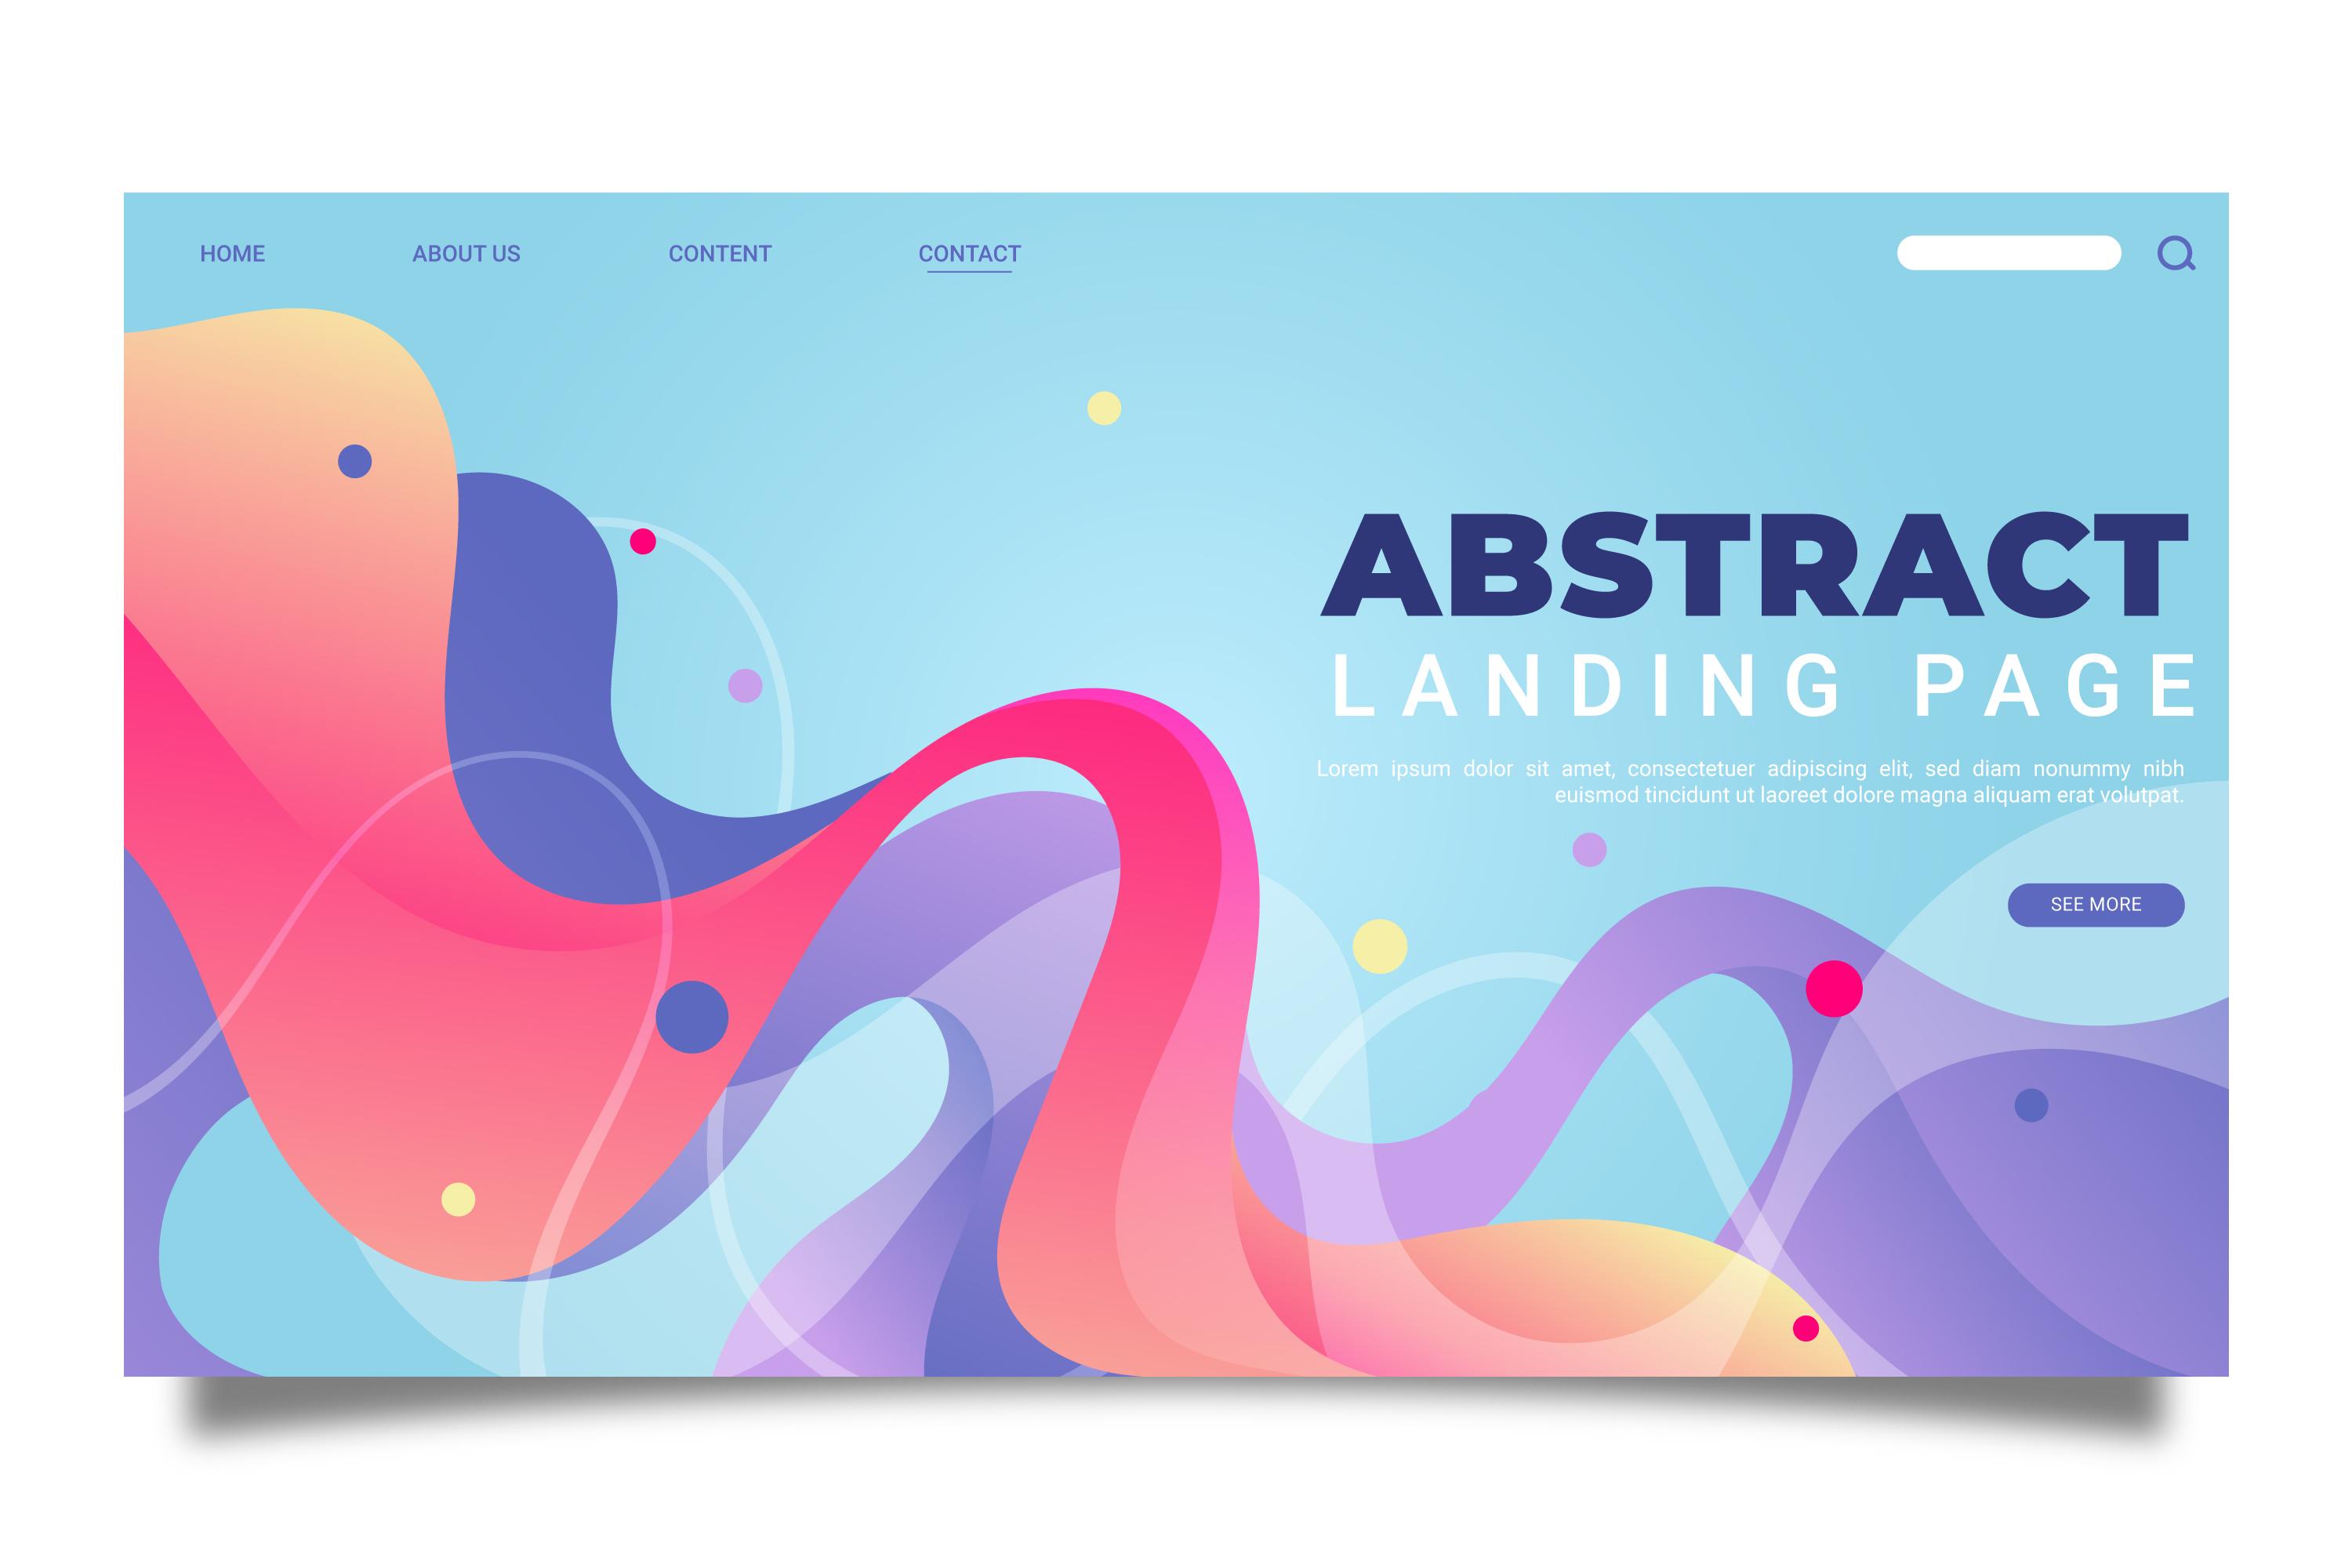 HOME ABOUT US CONTENT CONTACT
ABSTRACT
LANDING PAGE
Lorem ipsum dolor sit amet, consectetuer adipiscing elit, sed diam nonummy nibh
euismod tincidunt ut laoreet dolore magna aliquam erat volutpat.
SEE MORE